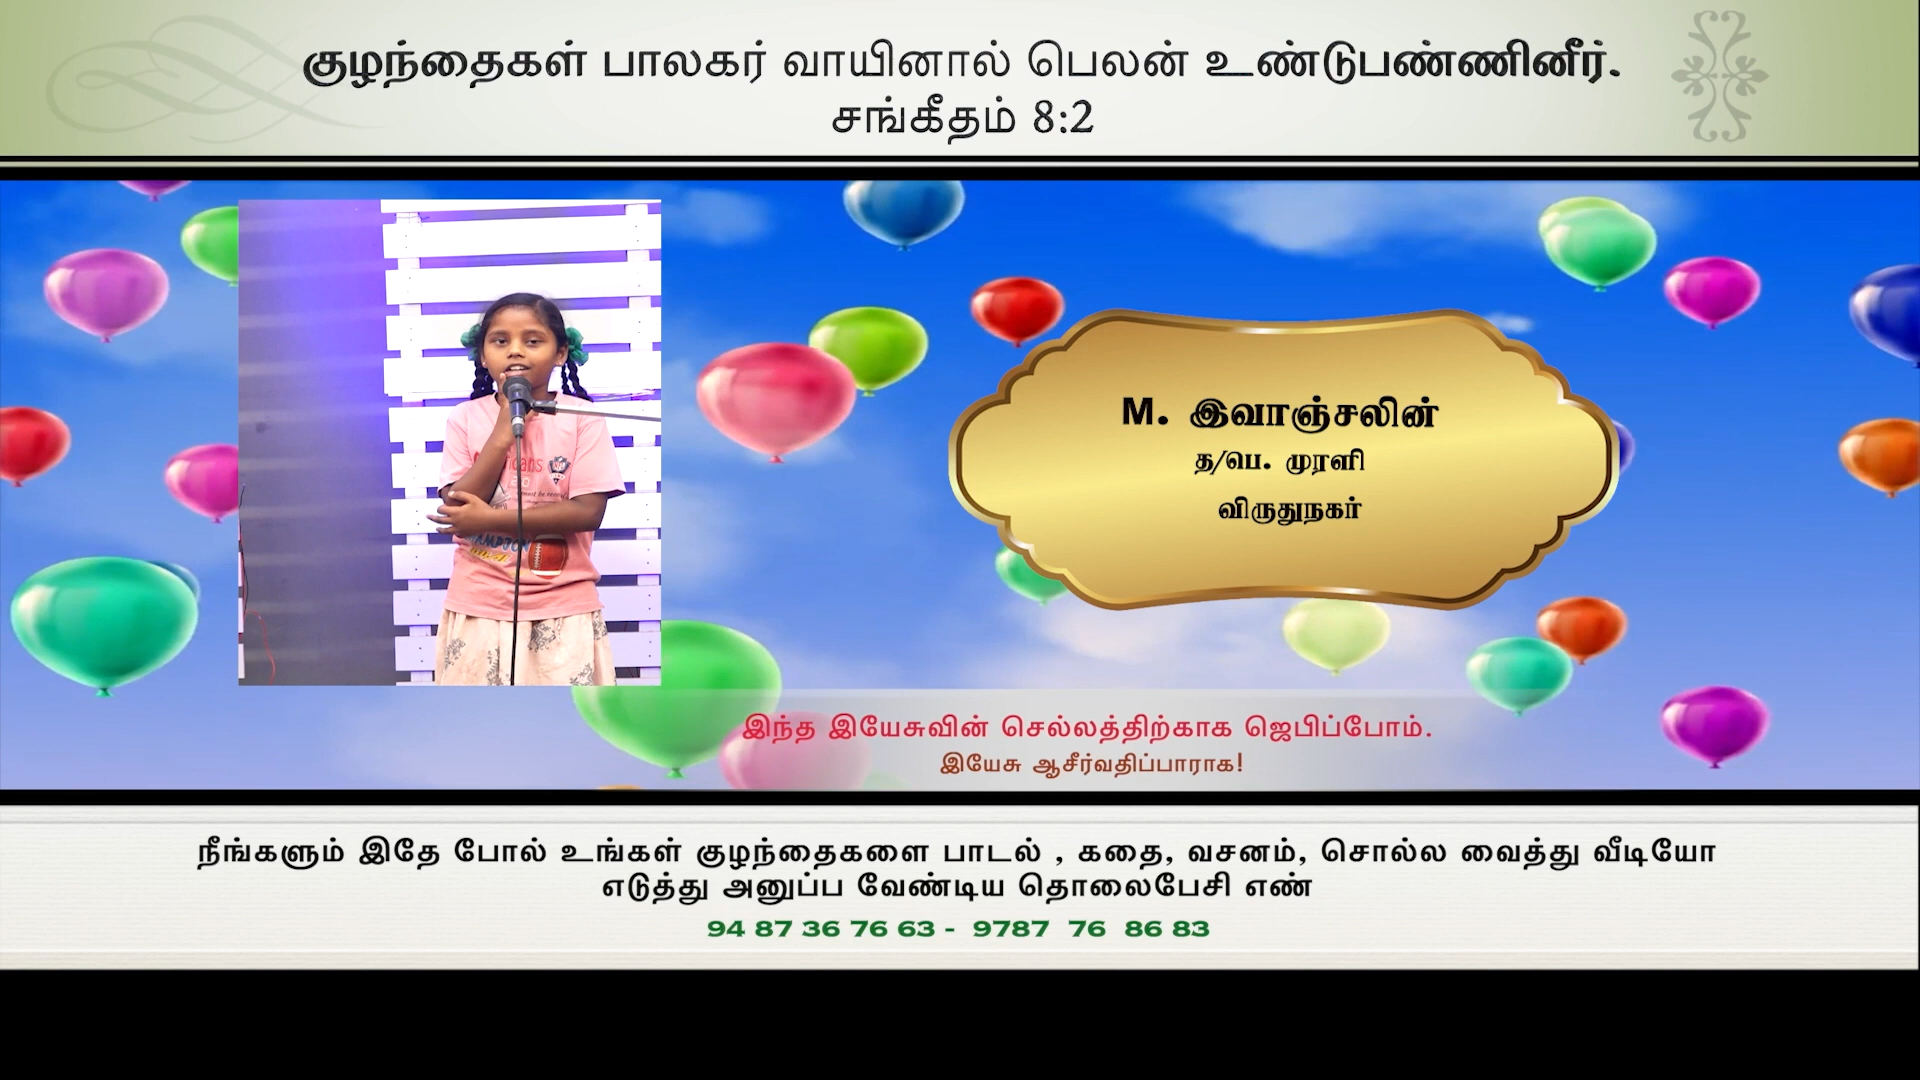 குழந்தைகள் பாலகர் வாயினால் பெலன் உண்டுபண்ணினீர்.
சங்கீதம் 8:2
M. இவாஞ்சலின்
த/பெ. முரளி
விருதுநகர்
இந்த இயேசுவின் செல்லத்திற்காக ஜெபிப்போம்.
இயேசு ஆசீர்வதிப்பாராக!
நீங்களும் இதே போல் உங்கள் குழந்தைகளை பாடல் , கதை, வசனம், சொல்ல வைத்து வீடியோ
எடுத்து அனுப்ப வேண்டிய தொலைபேசி எண்
94 87 36 76 63 - 9787 76 86 83